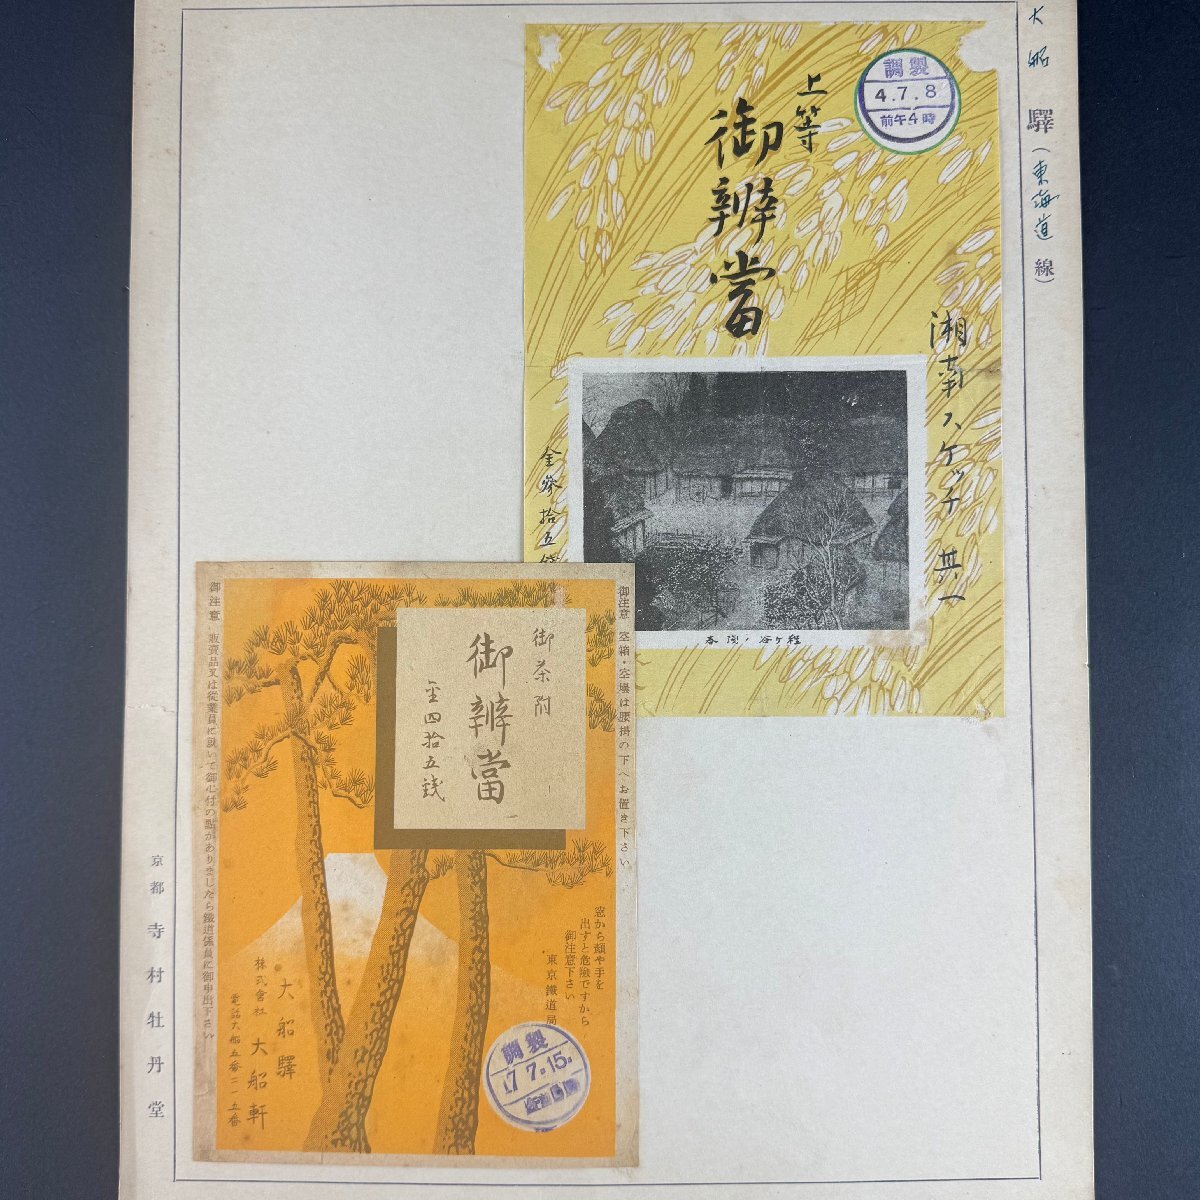 大船驛(東海道線)
調製
4.7.8
前午4時
上等
御辨當
湘南スケッチ 其一
金參拾五錢
程ヶ谷ノ閑春
御注意 空箱・空壜は腰掛の下へお置き下さい
御茶附
御辨當
金四拾五錢
窓から頭や手を
出すと危險ですから
御注意下さい
東京鐵道局
大船驛
株式會社 大船軒
電話大船五番二一五番
調製
17.7.15.
御注意 販賣品又は從業員に就いて御心付の點がありましたら鐵道係員に御申出下さい
京都 寺村牡丹堂